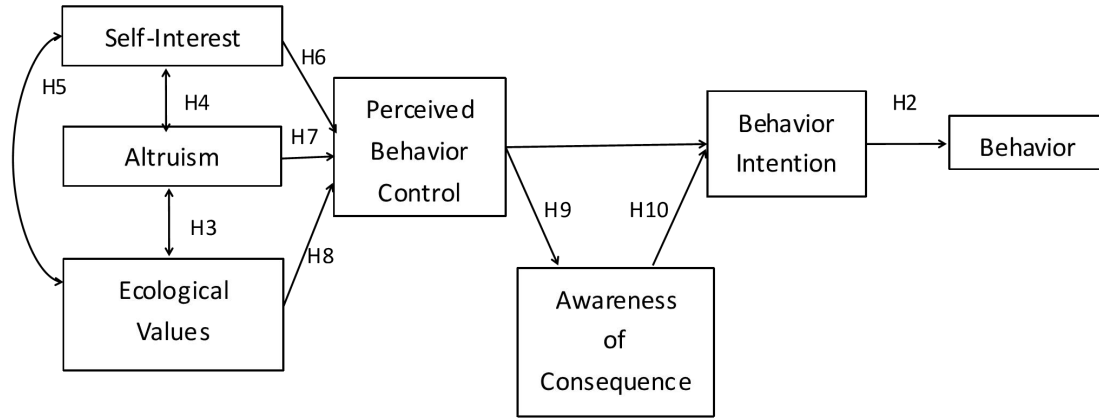 Self-Interest
H5
H6
H4
Altruism
H7
H3
Ecological
Values
H8
Perceived
Behavior
Control
H9
H10
Awareness
of
Consequence
Behavior
Intention
H2
Behavior